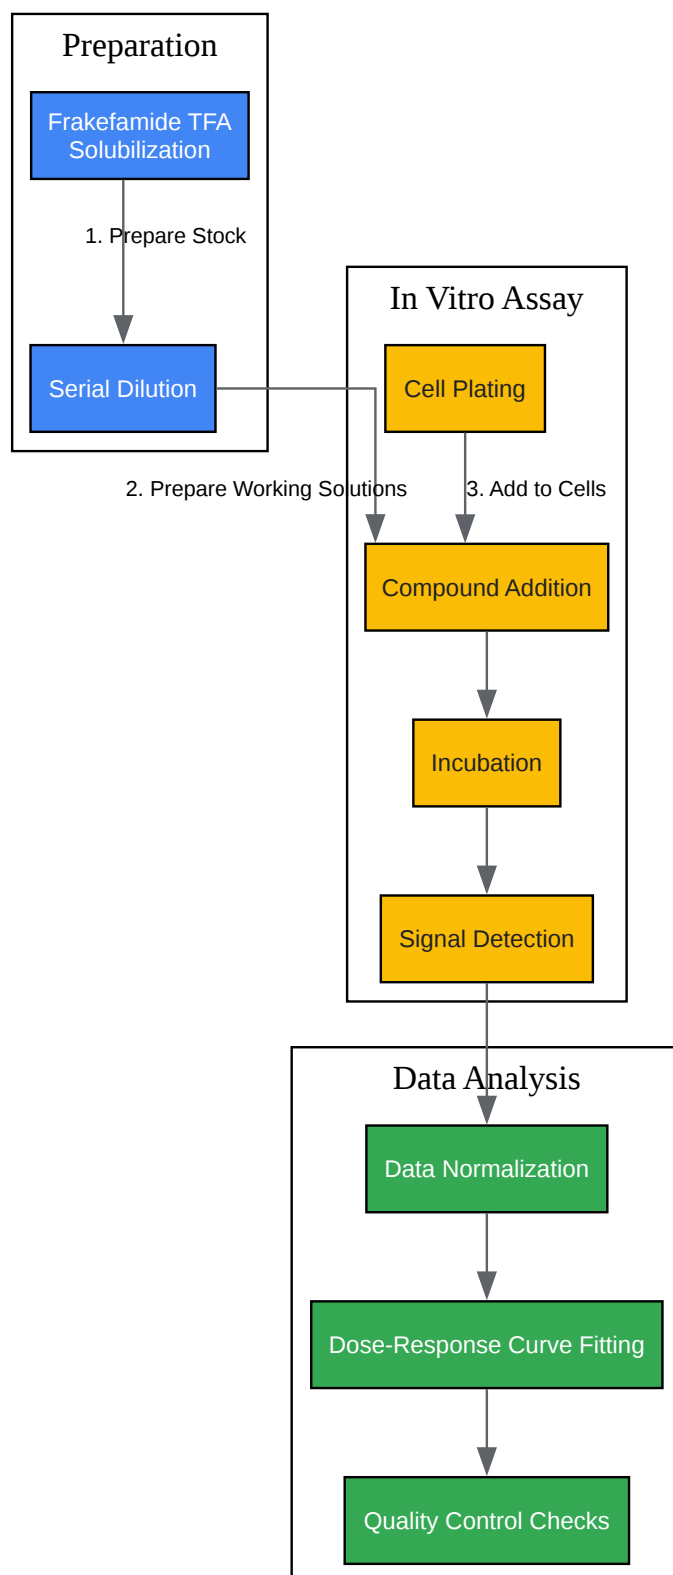 Preparation
Frakefamide TFA
Solubilization
1. Prepare Stock
Serial Dilution
In Vitro Assay
Cell Plating
2. Prepare Working Solutions
3. Add to Cells
Compound Addition
Incubation
Signal Detection
Data Analysis
Data Normalization
Dose-Response Curve Fitting
Quality Control Checks